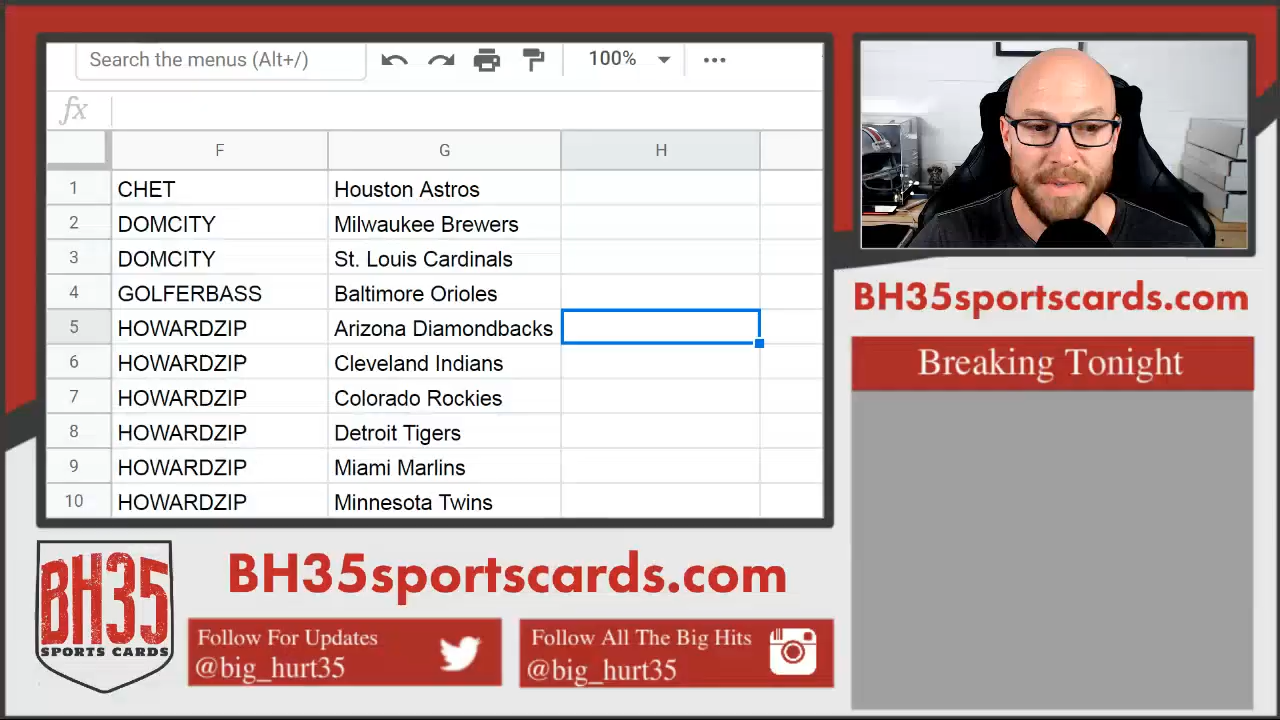 Search the menus (Alt+/)
100%
fx
F G H
1 CHET Houston Astros
2 DOMCITY Milwaukee Brewers
3 DOMCITY St. Louis Cardinals
4 GOLFERBASS Baltimore Orioles
5 HOWARDZIP Arizona Diamondbacks
6 HOWARDZIP Cleveland Indians
7 HOWARDZIP Colorado Rockies
8 HOWARDZIP Detroit Tigers
9 HOWARDZIP Miami Marlins
10 HOWARDZIP Minnesota Twins
BH35sportscards.com
Breaking Tonight
BH35
SPORTS CARDS
BH35sportscards.com
Follow For Updates
@big_hurt35
Follow All The Big Hits
@big_hurt35